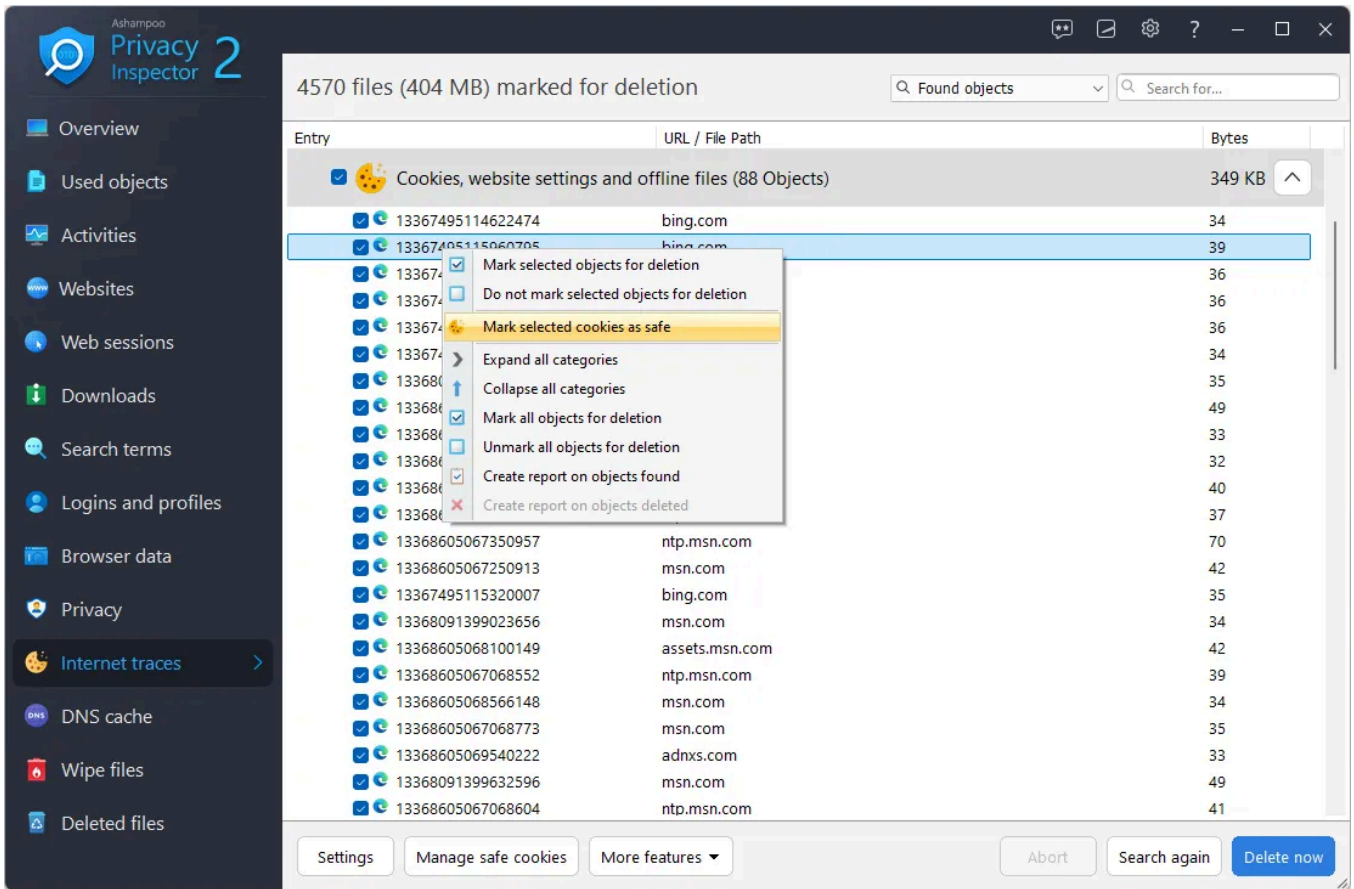 Ashampoo
Privacy
Inspector 2
4570 files (404 MB) marked for deletion
Found objects
Search for...
Overview
Used objects
Activities
Websites
Web sessions
Downloads
Search terms
Logins and profiles
Browser data
Privacy
Internet traces
DNS cache
Wipe files
Deleted files
Entry URL / File Path Bytes
Cookies, website settings and offline files (88 Objects) 349 KB
13367495114622474 bing.com 34
13367495115960795 bing.com 39
36
36
36
34
35
49
33
32
40
37
Mark selected objects for deletion
Do not mark selected objects for deletion
Mark selected cookies as safe
Expand all categories
Collapse all categories
Mark all objects for deletion
Unmark all objects for deletion
Create report on objects found
Create report on objects deleted
13368605067350957 ntp.msn.com 70
13368605067250913 msn.com 42
13367495115320007 bing.com 35
13368091399023656 msn.com 34
13368605068100149 assets.msn.com 42
13368605067068552 ntp.msn.com 39
13368605068566148 msn.com 34
13368605067068773 msn.com 35
13368605069540222 adnxs.com 33
13368091399632596 msn.com 49
13368605067068604 ntp.msn.com 41
Settings
Manage safe cookies
More features
Abort
Search again
Delete now